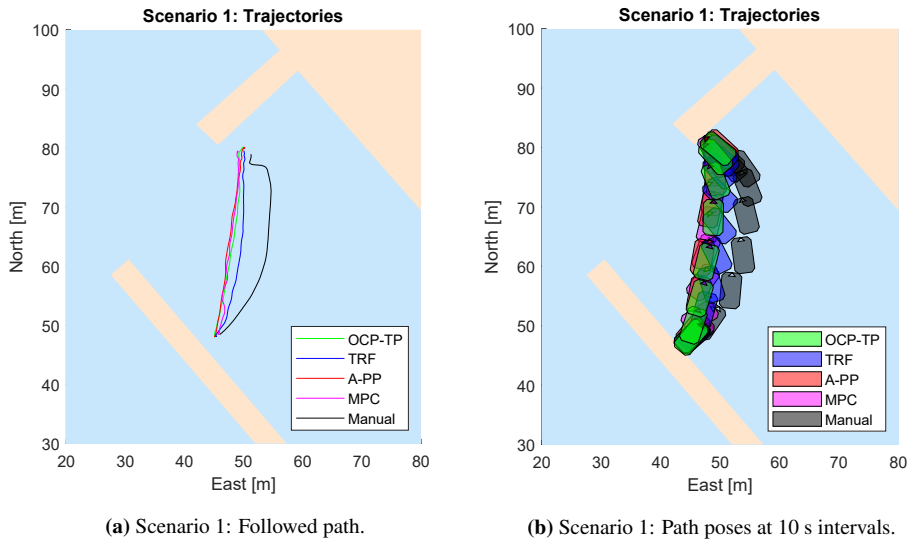 Scenario 1: Trajectories
100
90
80
70
60
50
40
30
North [m]
20 30 40 50 60 70 80
East [m]
OCP-TP
TRF
A-PP
MPC
Manual
(a) Scenario 1: Followed path.
Scenario 1: Trajectories
100
90
80
70
60
50
40
30
North [m]
20 30 40 50 60 70 80
East [m]
OCP-TP
TRF
A-PP
MPC
Manual
(b) Scenario 1: Path poses at 10 s intervals.